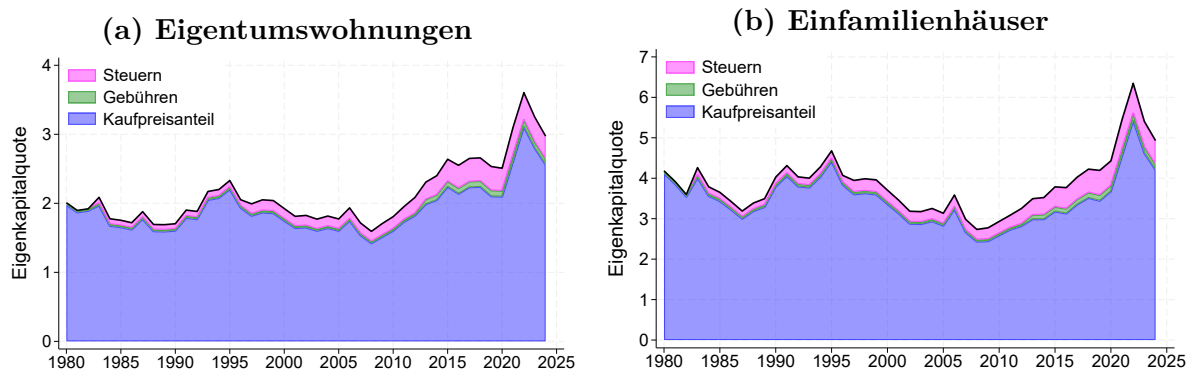 (a) Eigentumswohnungen
Eigenkapitalquote
4
3
2
1
0
Steuern
Gebühren
Kaufpreisanteil
1980 1985 1990 1995 2000 2005 2010 2015 2020 2025
(b) Einfamilienhäuser
Eigenkapitalquote
7
6
5
4
3
2
1
0
Steuern
Gebühren
Kaufpreisanteil
1980 1985 1990 1995 2000 2005 2010 2015 2020 2025